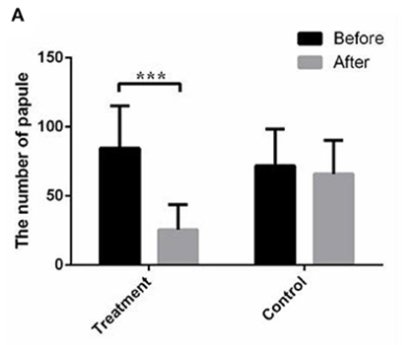 A
Before
After
***
150
100
50
0
The number of papule
Treatment
Control